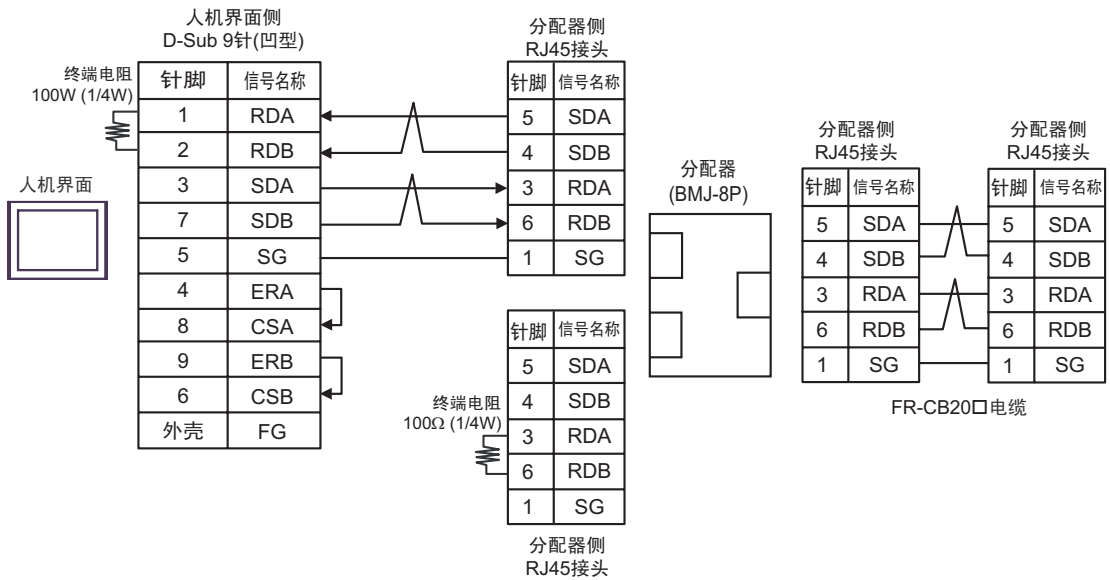 人机界面侧
D-Sub 9针(凹型)
终端电阻
100W (1/4W)
针脚 信号名称
1 RDA
2 RDB
3 SDA
7 SDB
5 SG
4 ERA
8 CSA
9 ERB
6 CSB
外壳 FG
人机界面
分配器侧
RJ45接头
针脚 信号名称
5 SDA
4 SDB
3 RDA
6 RDB
1 SG
针脚 信号名称
5 SDA
4 SDB
3 RDA
6 RDB
1 SG
终端电阻
100Ω (1/4W)
分配器侧
RJ45接头
分配器
(BMJ-8P)
分配器侧
RJ45接头
针脚 信号名称
5 SDA
4 SDB
3 RDA
6 RDB
1 SG
分配器侧
RJ45接头
针脚 信号名称
5 SDA
4 SDB
3 RDA
6 RDB
1 SG
FR-CB20□电缆